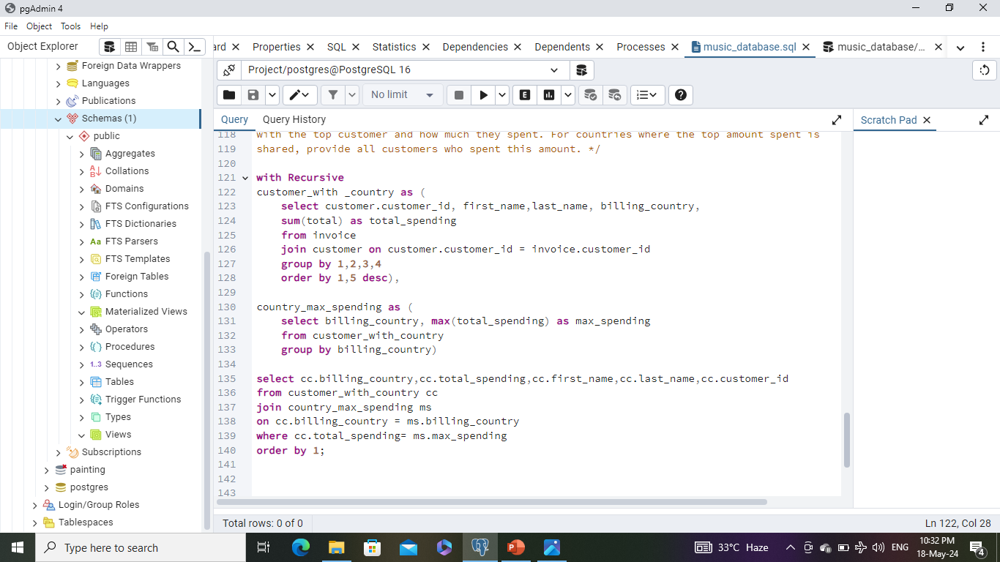 pgAdmin 4
File Object Tools Help
Object Explorer
ard Properties SQL Statistics Dependencies Dependents Processes music_database.sql music_database/...
Project/postgres@PostgreSQL 16
No limit
E
Query Query History
Scratch Pad
Foreign Data Wrappers
Languages
Publications
Schemas (1)
public
Aggregates
Collations
Domains
FTS Configurations
FTS Dictionaries
Aa FTS Parsers
FTS Templates
Foreign Tables
Functions
Materialized Views
Operators
Procedures
1..3 Sequences
Tables
Trigger Functions
Types
Views
Subscriptions
painting
postgres
Login/Group Roles
Tablespaces
118 with the top customer and how much they spent. For countries where the top amount spent is
119 shared, provide all customers who spent this amount. */
120
121 with Recursive
122 customer_with _country as (
123 select customer.customer_id, first_name,last_name, billing_country,
124 sum(total) as total_spending
125 from invoice
126 join customer on customer.customer_id = invoice.customer_id
127 group by 1,2,3,4
128 order by 1,5 desc),
129
130 country_max_spending as (
131 select billing_country, max(total_spending) as max_spending
132 from customer_with_country
133 group by billing_country)
134
135 select cc.billing_country,cc.total_spending,cc.first_name,cc.last_name,cc.customer_id
136 from customer_with_country cc
137 join country_max_spending ms
138 on cc.billing_country = ms.billing_country
139 where cc.total_spending= ms.max_spending
140 order by 1;
141
142
143
Total rows: 0 of 0
Ln 122, Col 28
Type here to search
33°C Haze
ENG
10:32 PM
18-May-24
4